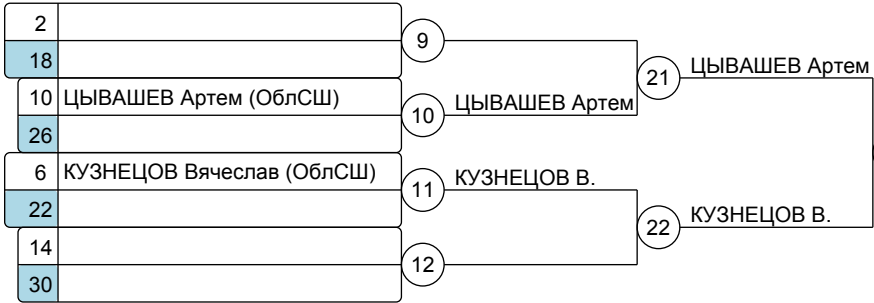 2
9
18
21 ЦЫВАШЕВ Артем
10 ЦЫВАШЕВ Артем (ОблСШ)
10 ЦЫВАШЕВ Артем
26
6 КУЗНЕЦОВ Вячеслав (ОблСШ)
11 КУЗНЕЦОВ В.
22
22 КУЗНЕЦОВ В.
14
12
30